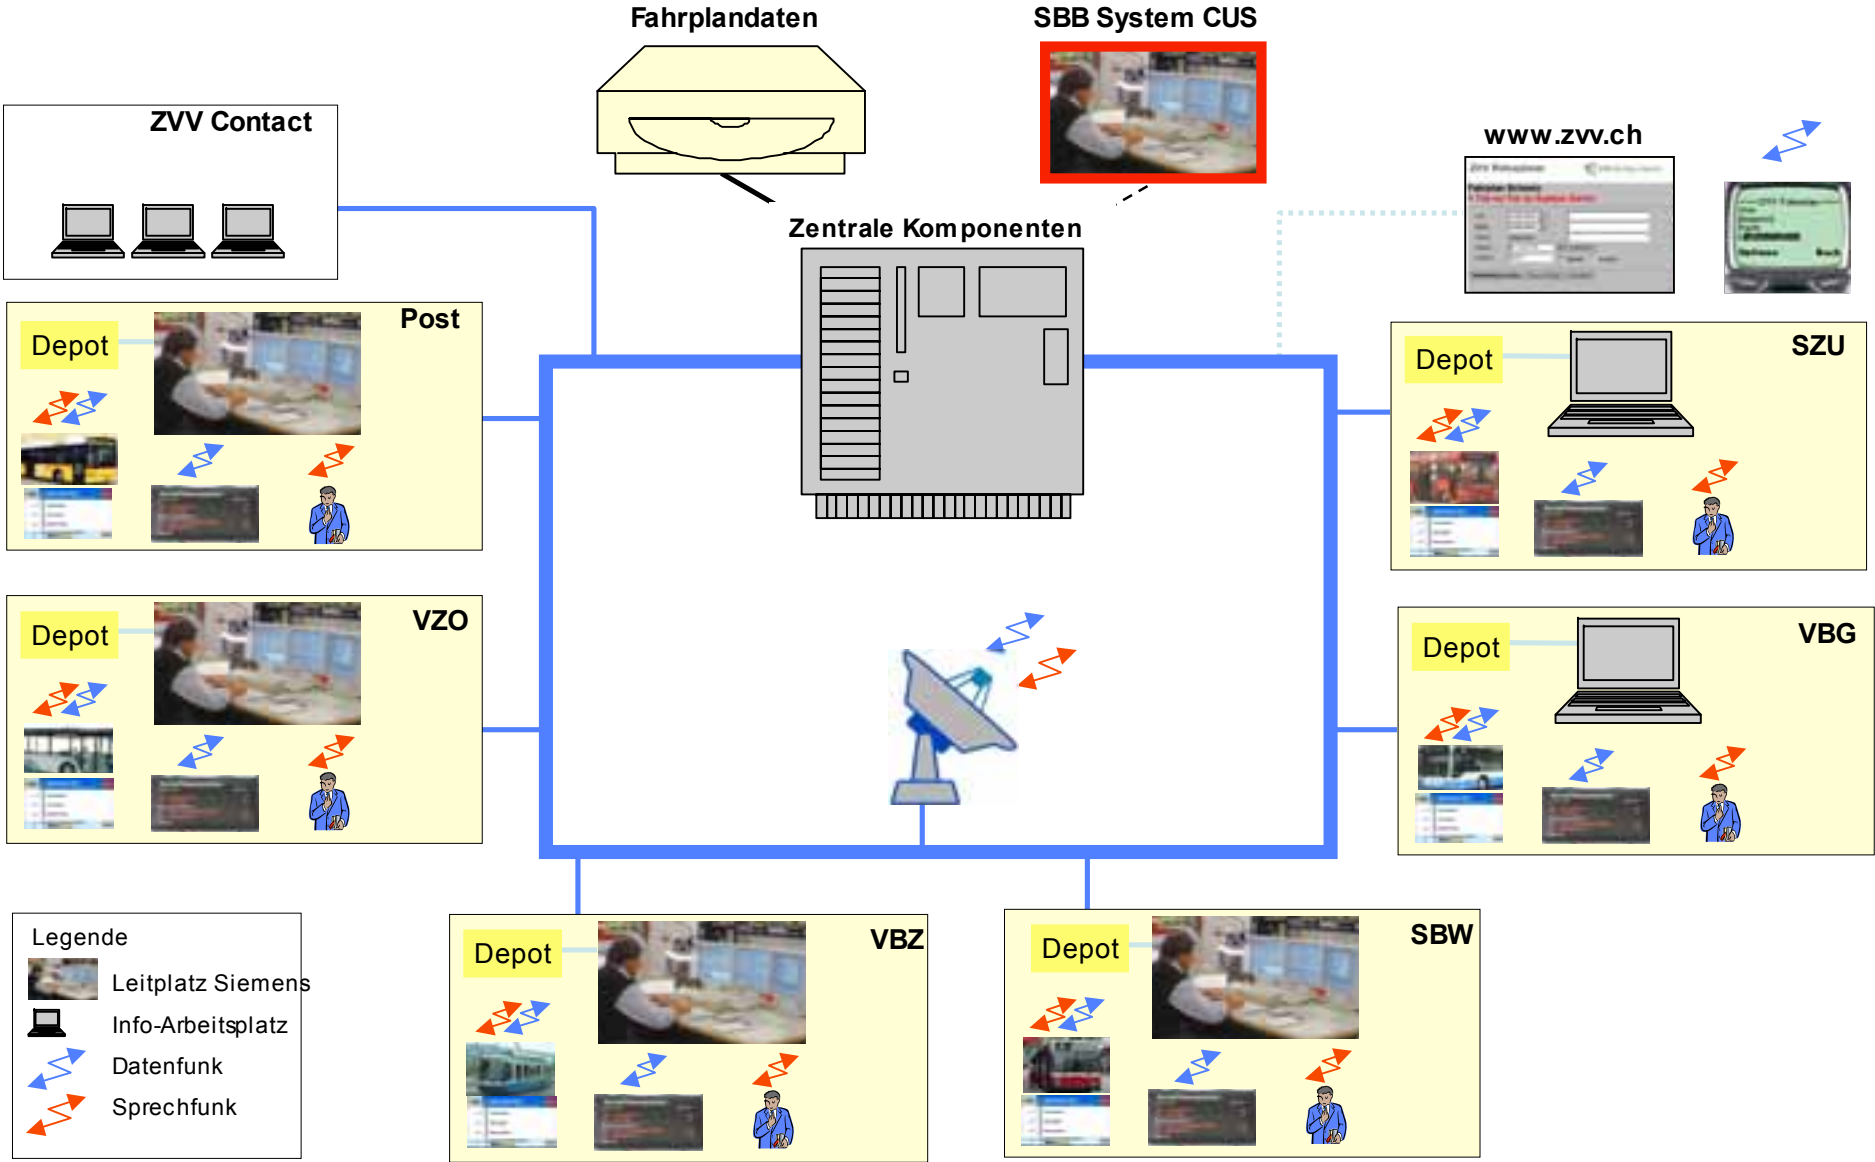 Fahrplandaten
SBB System CUS
ZVV Contact
www.zvv.ch
Zentrale Komponenten
Post
Depot
SZU
Depot
VZO
Depot
VBG
Depot
VBZ
Depot
SBW
Depot
Legende
Leitplatz Siemens
Info-Arbeitsplatz
Datenfunk
Sprechfunk